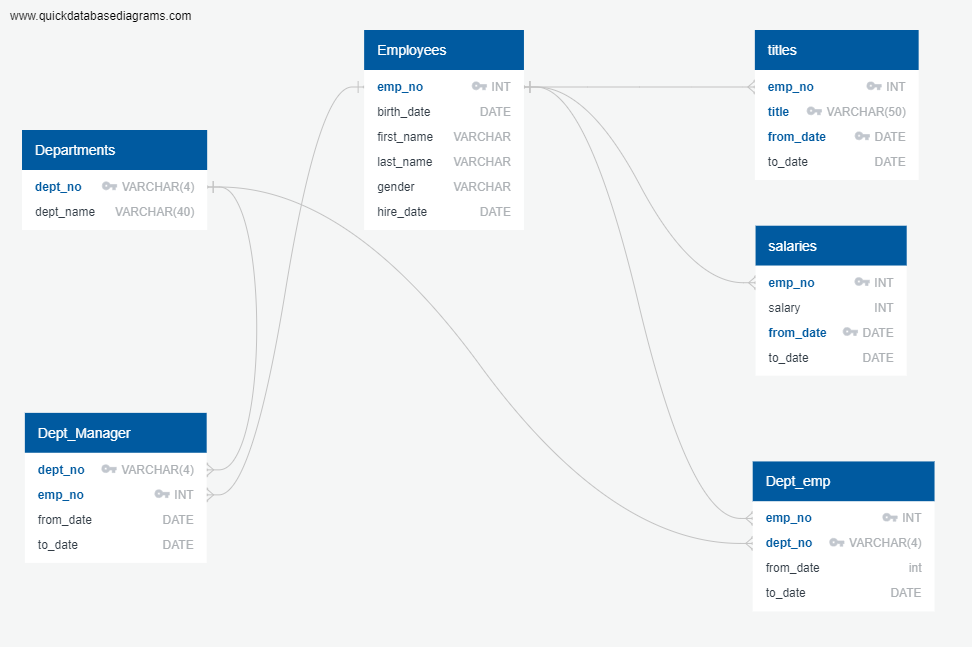 www.quickdatabasediagrams.com
Employees
emp_no INT
birth_date DATE
first_name VARCHAR
last_name VARCHAR
gender VARCHAR
hire_date DATE
titles
emp_no INT
title VARCHAR(50)
from_date DATE
to_date DATE
Departments
dept_no VARCHAR(4)
dept_name VARCHAR(40)
salaries
emp_no INT
salary INT
from_date DATE
to_date DATE
Dept_Manager
dept_no VARCHAR(4)
emp_no INT
from_date DATE
to_date DATE
Dept_emp
emp_no INT
dept_no VARCHAR(4)
from_date int
to_date DATE